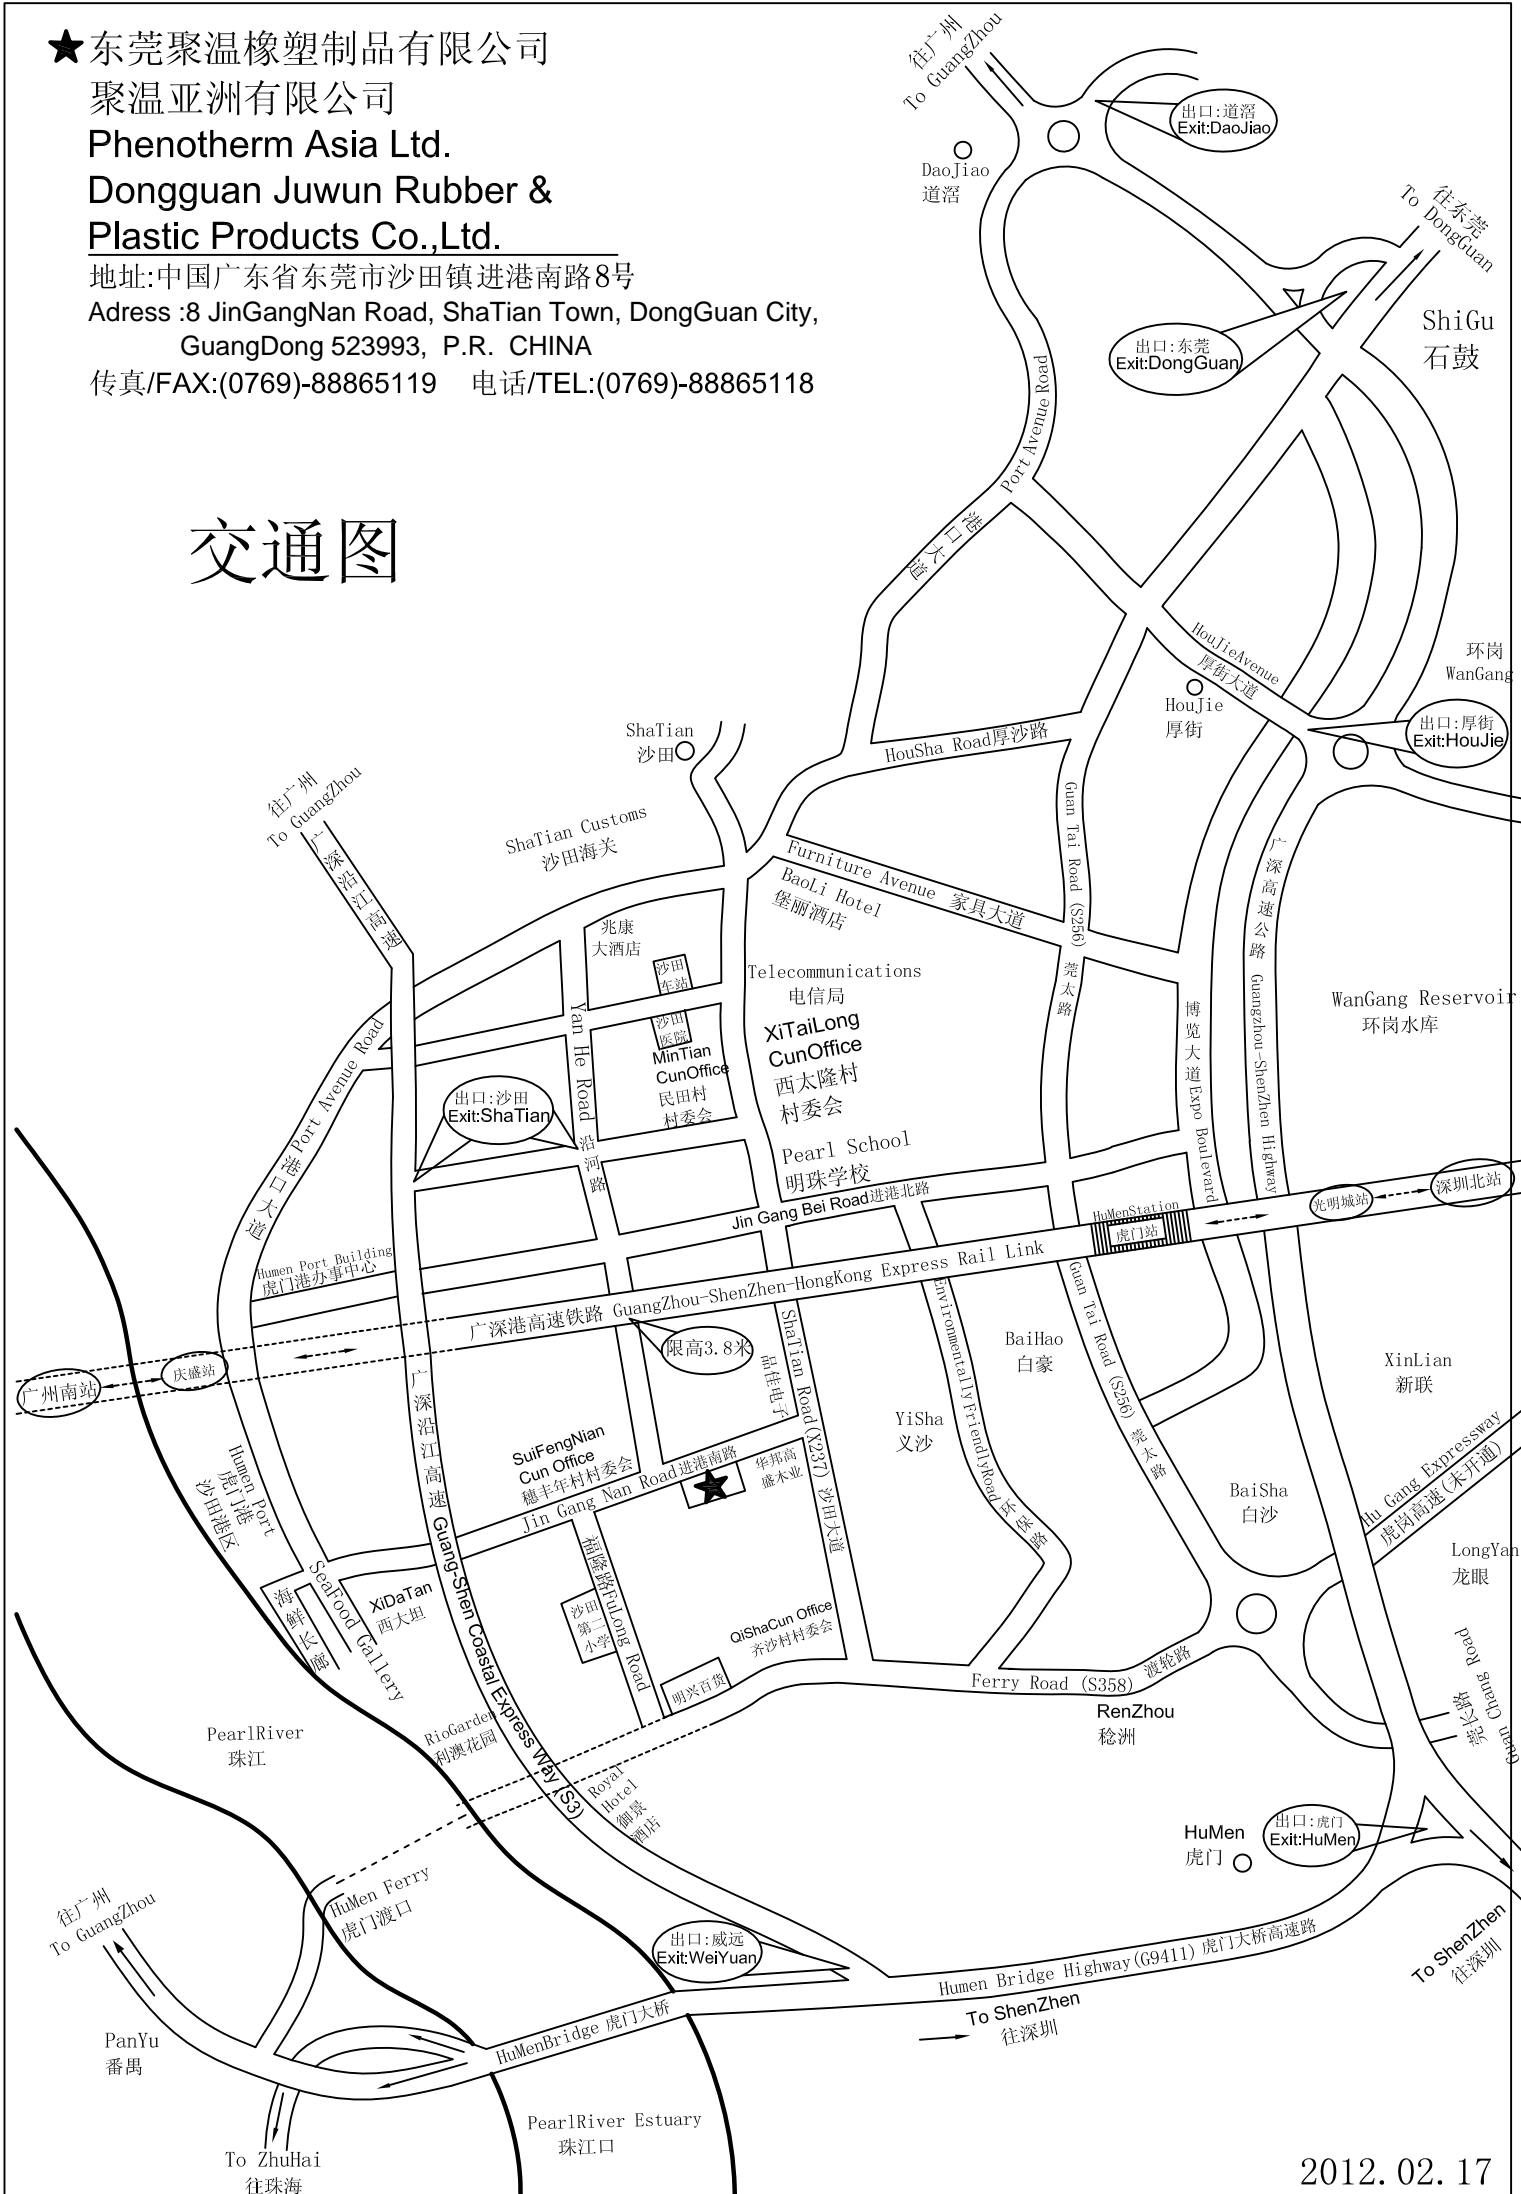 ★东莞聚温橡塑制品有限公司
聚温亚洲有限公司
Phenotherm Asia Ltd.
Dongguan Juwun Rubber &
Plastic Products Co.,Ltd.
地址:中国广东省东莞市沙田镇进港南路8号
Adress :8 JinGangNan Road, ShaTian Town, DongGuan City,
GuangDong 523993, P.R. CHINA
传真/FAX:(0769)-88865119 电话/TEL:(0769)-88865118
交通图
往广州
To GuangZhou
出口:道滘
Exit:DaoJiao
DaoJiao
道滘
往东莞
To DongGuan
出口:东莞
Exit:DongGuan
ShiGu
石鼓
Port Avenue Road
港口大道
HouJieAvenue
厚街大道
环岗
WanGang
HouJie
厚街
出口:厚街
Exit:HouJie
ShaTian
沙田
HouSha Road厚沙路
往广州
To GuangZhou
广深沿江高速
ShaTian Customs
沙田海关
Furniture Avenue 家具大道
BaoLi Hotel
堡丽酒店
Guan Tai Road (S256) 莞太路
广深高速公路 Guangzhou-ShenZhen Highway
兆康
大酒店
沙田
车站
Telecommunications
电信局
WanGang Reservoir
环岗水库
Port Avenue Road
港口大道
Yan He Road 沿河路
沙田
医院
MinTian
CunOffice
民田村
村委会
XiTaiLong
CunOffice
西太隆村
村委会
博览大道Expo Boulevard
出口:沙田
Exit:ShaTian
Pearl School
明珠学校
Jin Gang Bei Road进港北路
HuMenStation
虎门站
光明城站
深圳北站
Humen Port Building
虎门港办事中心
广深港高速铁路 GuangZhou-ShenZhen-HongKong Express Rail Link
限高3.8米
广州南站
庆盛站
ShaTian Road(X237) 沙田大道
品佳电子
EnvironmentallyFriendlyRoad环保路
BaiHao
白豪
Guan Tai Road (S256) 莞太路
XinLian
新联
YiSha
义沙
广深沿江高速 Guang-Shen Coastal Express Way (S3)
SuiFengNian
Cun Office
穗丰年村村委会
Jin Gang Nan Road进港南路
华邦高
盛木业
Humen Port
虎门港
沙田港区
BaiSha
白沙
Hu Gang Expressway
虎岗高速(未开通)
LongYan
龙眼
SeaFood Gallery
海鲜长廊
XiDaTan
西大坦
福隆路FuLong Road
沙田
第二
小学
QiShaCun Office
齐沙村村委会
明兴百货
Ferry Road (S358) 渡轮路
RenZhou
稔洲
Guan Chang Road
莞长路
PearlRiver
珠江
RioGarden
利澳花园
Royal
Hotel
御景
酒店
HuMen
虎门
出口:虎门
Exit:HuMen
HuMen Ferry
虎门渡口
往广州
To GuangZhou
出口:威远
Exit:WeiYuan
Humen Bridge Highway(G9411) 虎门大桥高速路
To ShenZhen
往深圳
To ShenZhen
往深圳
HuMenBridge 虎门大桥
PanYu
番禺
PearlRiver Estuary
珠江口
To ZhuHai
往珠海
2012.02.17